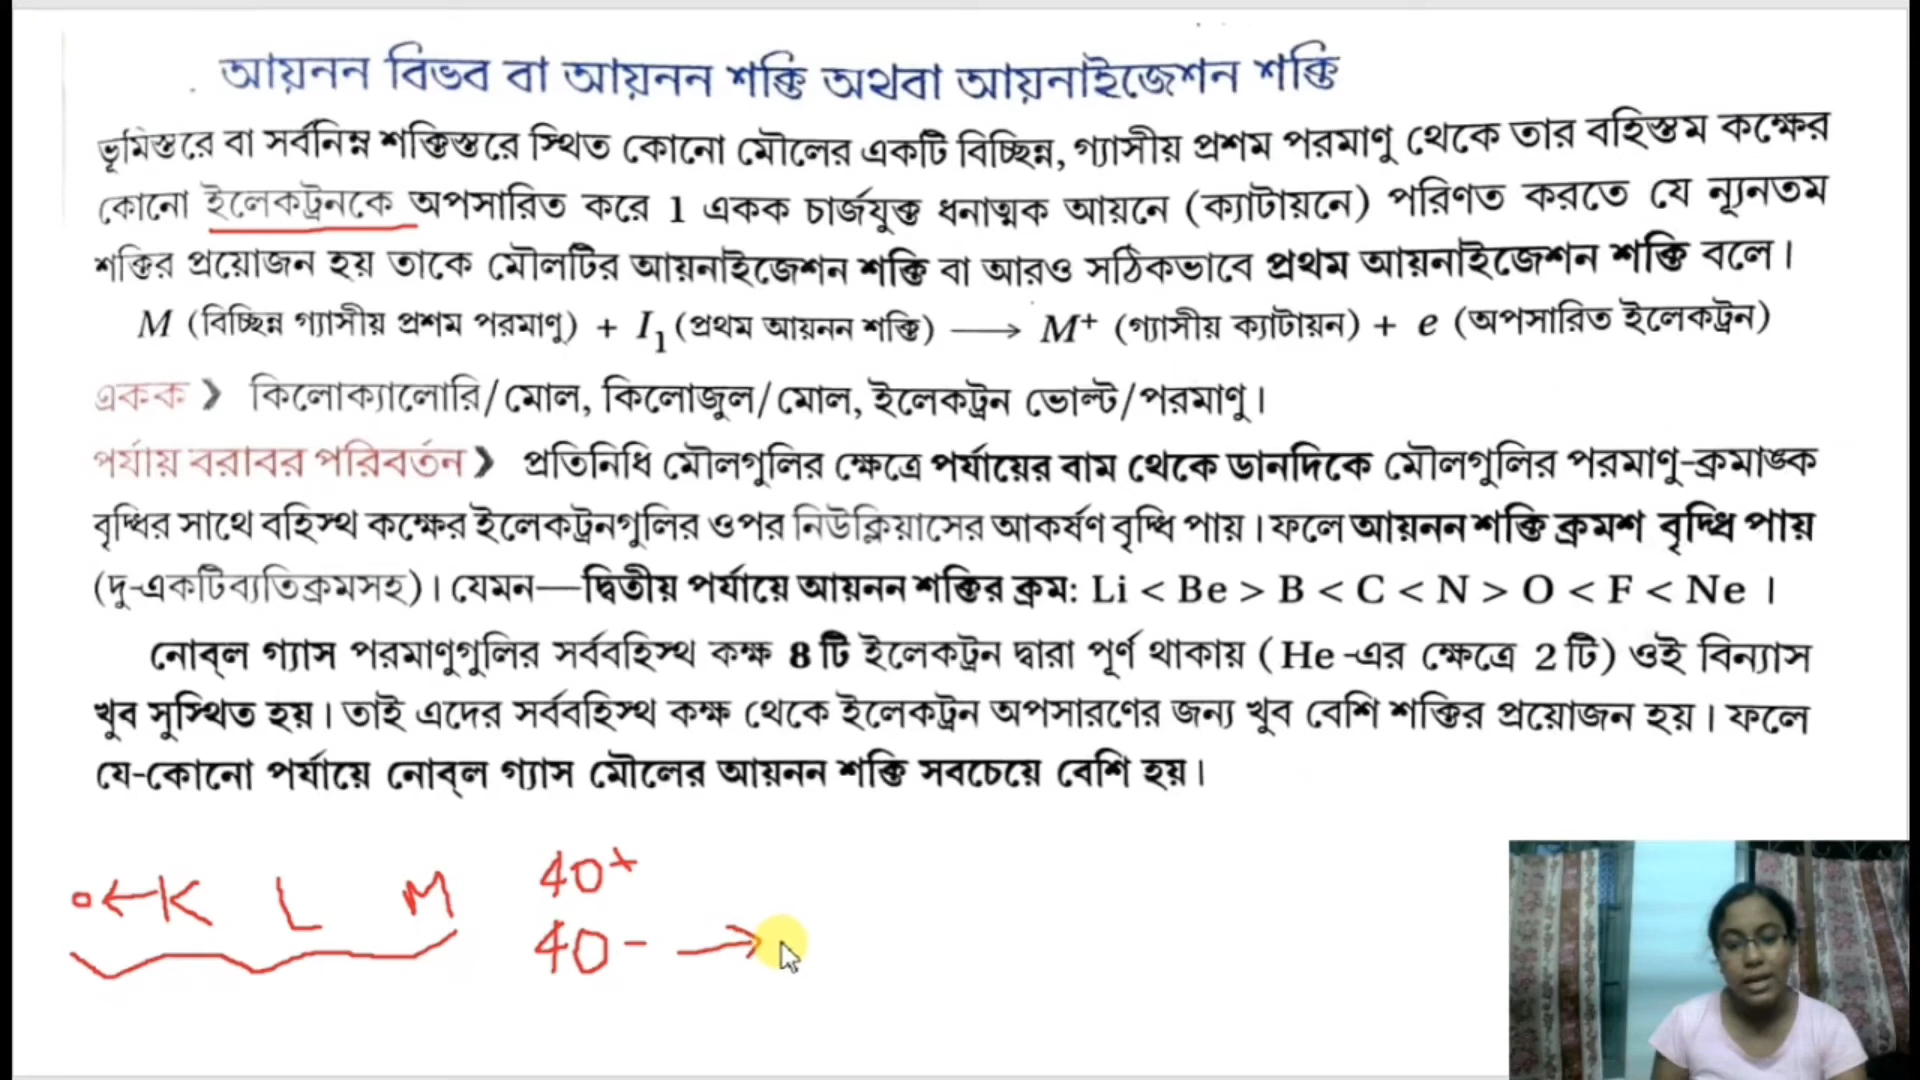 আয়নন বিভব বা আয়নন শক্তি অথবা আয়নাইজেশন শক্তি
ভূমিস্তরে বা সর্বনিম্ন শক্তিস্তরে স্থিত কোনো মৌলের একটি বিচ্ছিন্ন, গ্যাসীয় প্রশম পরমাণু থেকে তার বহিস্তম কক্ষের
কোনো ইলেকট্রনকে অপসারিত করে 1 একক চার্জযুক্ত ধনাত্মক আয়নে (ক্যাটায়নে) পরিণত করতে যে ন্যূনতম
শক্তির প্রয়োজন হয় তাকে মৌলটির আয়নাইজেশন শক্তি বা আরও সঠিকভাবে প্রথম আয়নাইজেশন শক্তি বলে।
M (বিচ্ছিন্ন গ্যাসীয় প্রশম পরমাণু) + I₁ (প্রথম আয়নন শক্তি) ⟶ M⁺ (গ্যাসীয় ক্যাটায়ন) + e (অপসারিত ইলেকট্রন)
একক ❯ কিলোক্যালোরি/মোল, কিলোজুল/মোল, ইলেকট্রন ভোল্ট/পরমাণু।
পর্যায় বরাবর পরিবর্তন ❯ প্রতিনিধি মৌলগুলির ক্ষেত্রে পর্যায়ের বাম থেকে ডানদিকে মৌলগুলির পরমাণু-ক্রমাঙ্ক
বৃদ্ধির সাথে বহিস্থ কক্ষের ইলেকট্রনগুলির ওপর নিউক্লিয়াসের আকর্ষণ বৃদ্ধি পায়। ফলে আয়নন শক্তি ক্রমশ বৃদ্ধি পায়
(দু-একটিব্যতিক্রমসহ)। যেমন—দ্বিতীয় পর্যায়ে আয়নন শক্তির ক্রম: Li < Be > B < C < N > O < F < Ne ।
নোব্‌ল গ্যাস পরমাণুগুলির সর্ববহিস্থ কক্ষ 8 টি ইলেকট্রন দ্বারা পূর্ণ থাকায় (He-এর ক্ষেত্রে 2 টি) ওই বিন্যাস
খুব সুস্থিত হয়। তাই এদের সর্ববহিস্থ কক্ষ থেকে ইলেকট্রন অপসারণের জন্য খুব বেশি শক্তির প্রয়োজন হয়। ফলে
যে-কোনো পর্যায়ে নোব্‌ল গ্যাস মৌলের আয়নন শক্তি সবচেয়ে বেশি হয়।
←K L M 40+
40- →